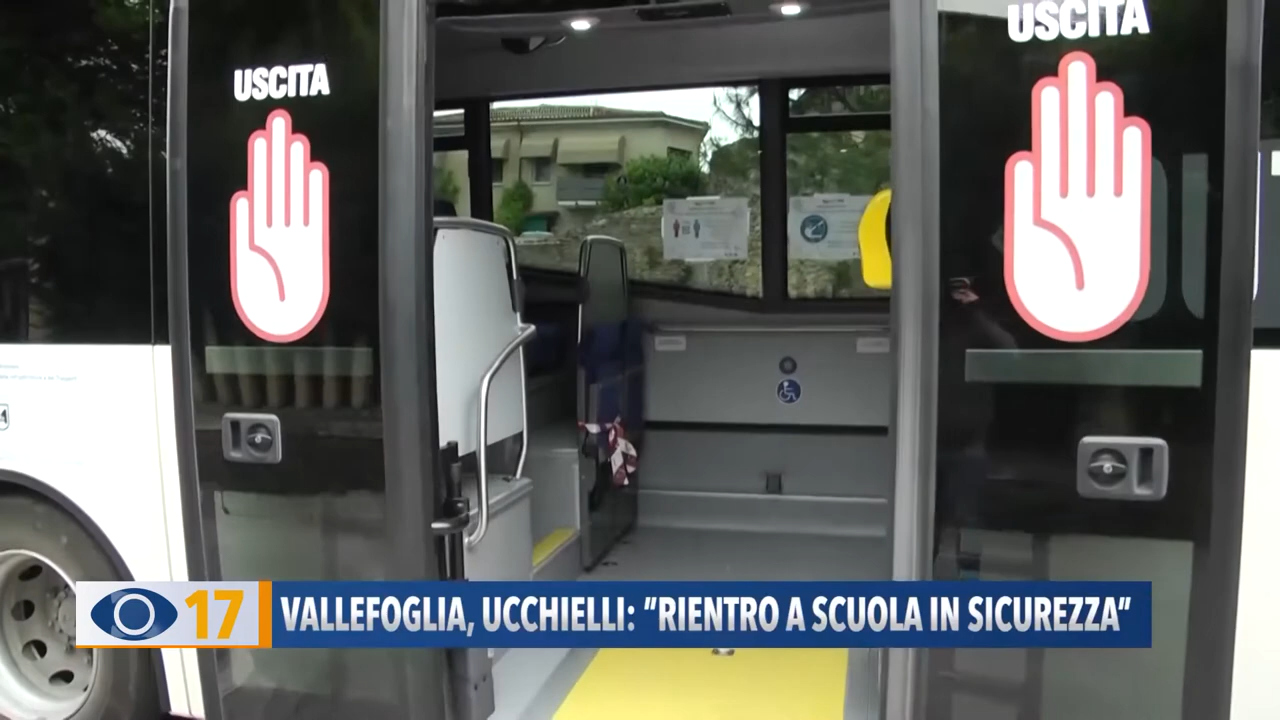 USCITA
USCITA
17
VALLEFOGLIA, UCCHIELLI: "RIENTRO A SCUOLA IN SICUREZZA"